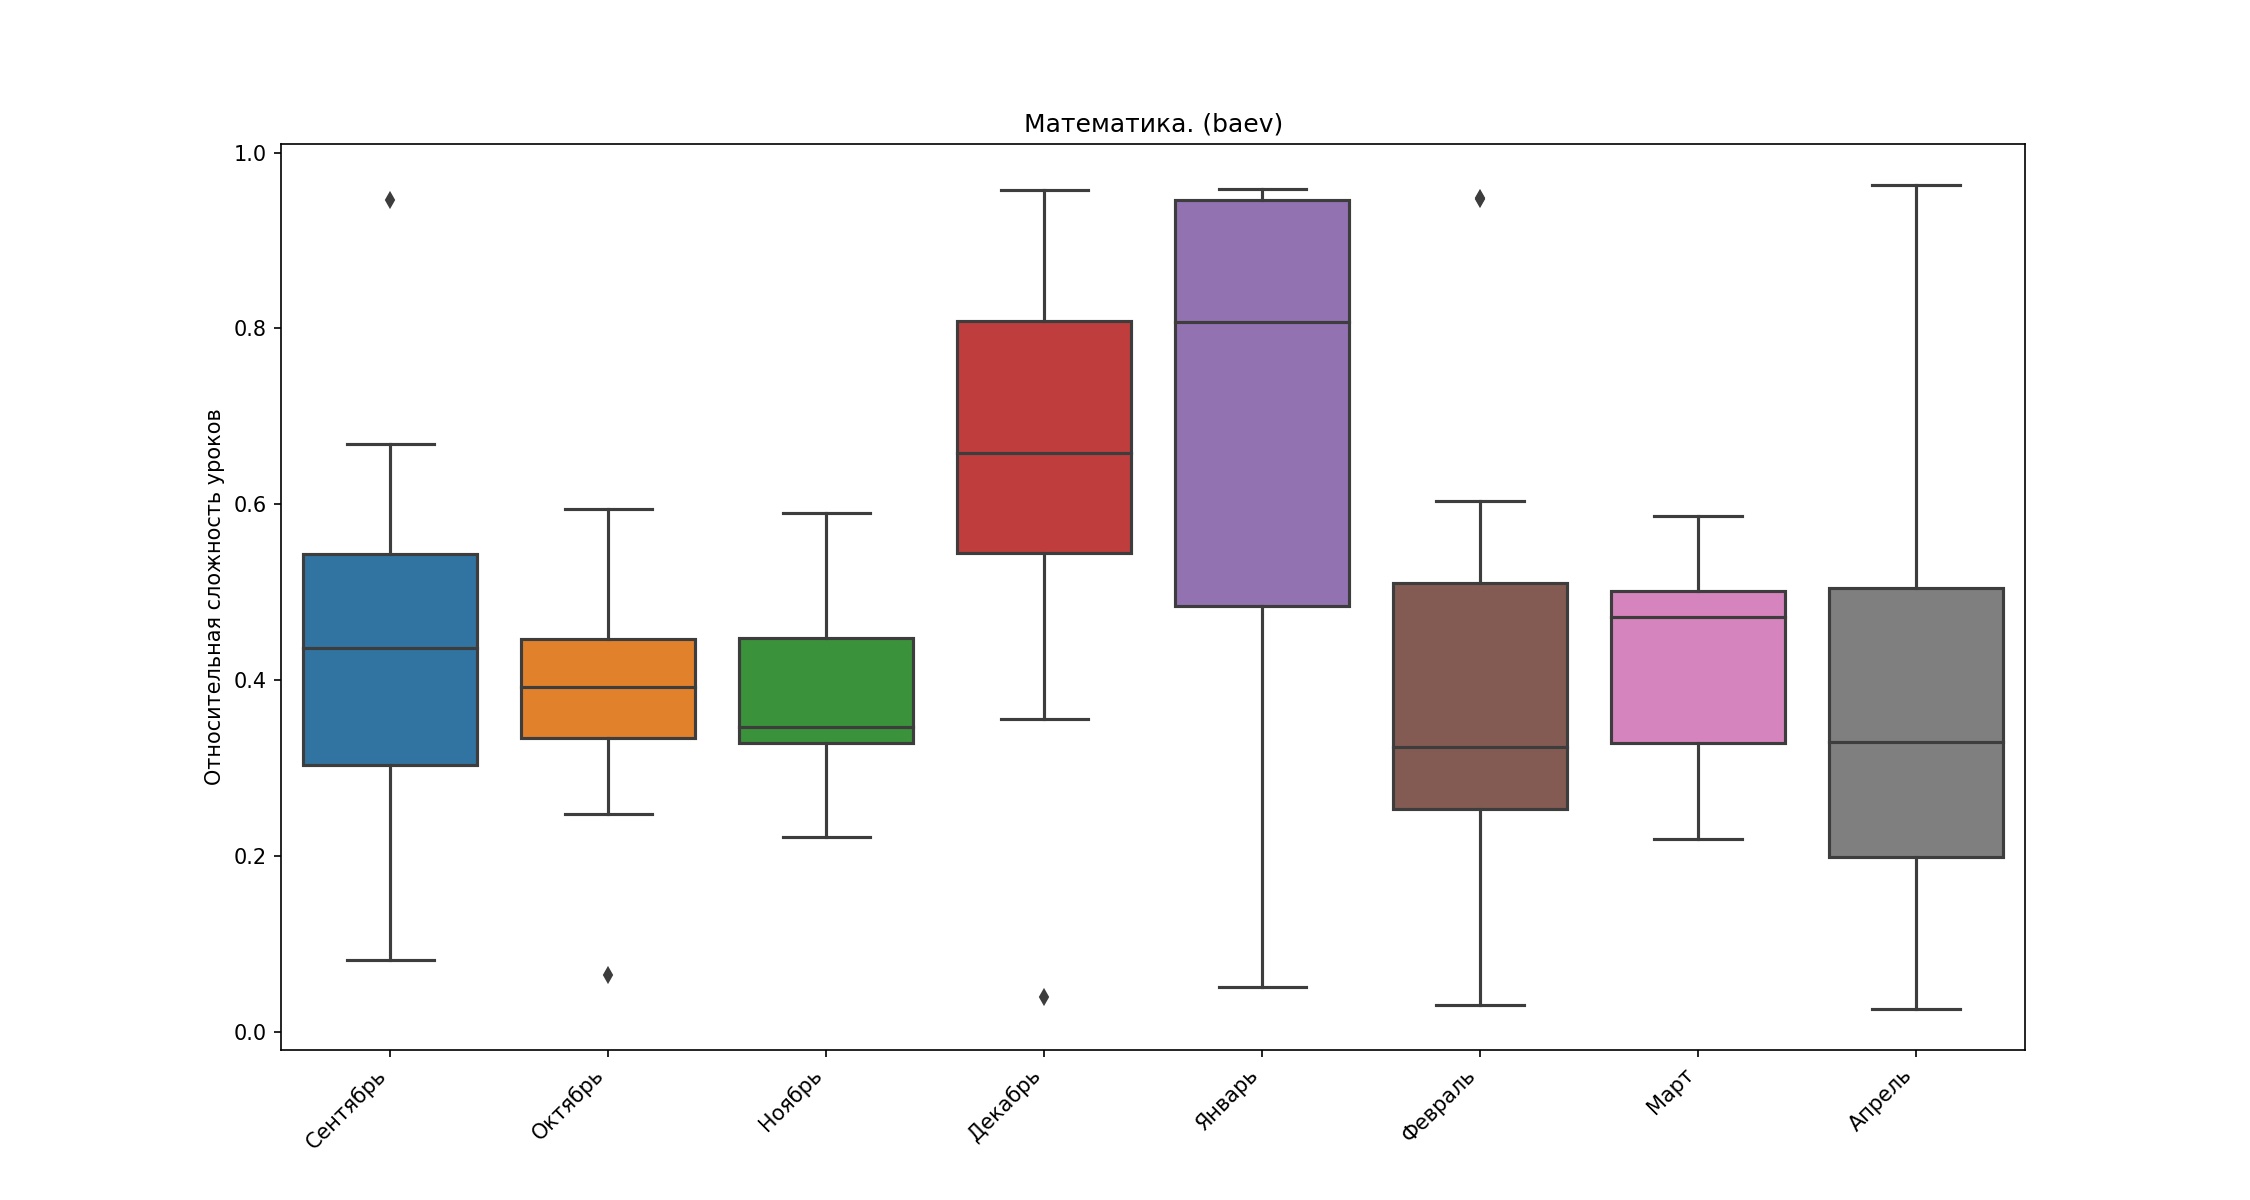 Математика. (baev)
Относительная сложность уроков
1.0
0.8
0.6
0.4
0.2
0.0
Сентябрь
Октябрь
Ноябрь
Декабрь
Январь
Февраль
Март
Апрель